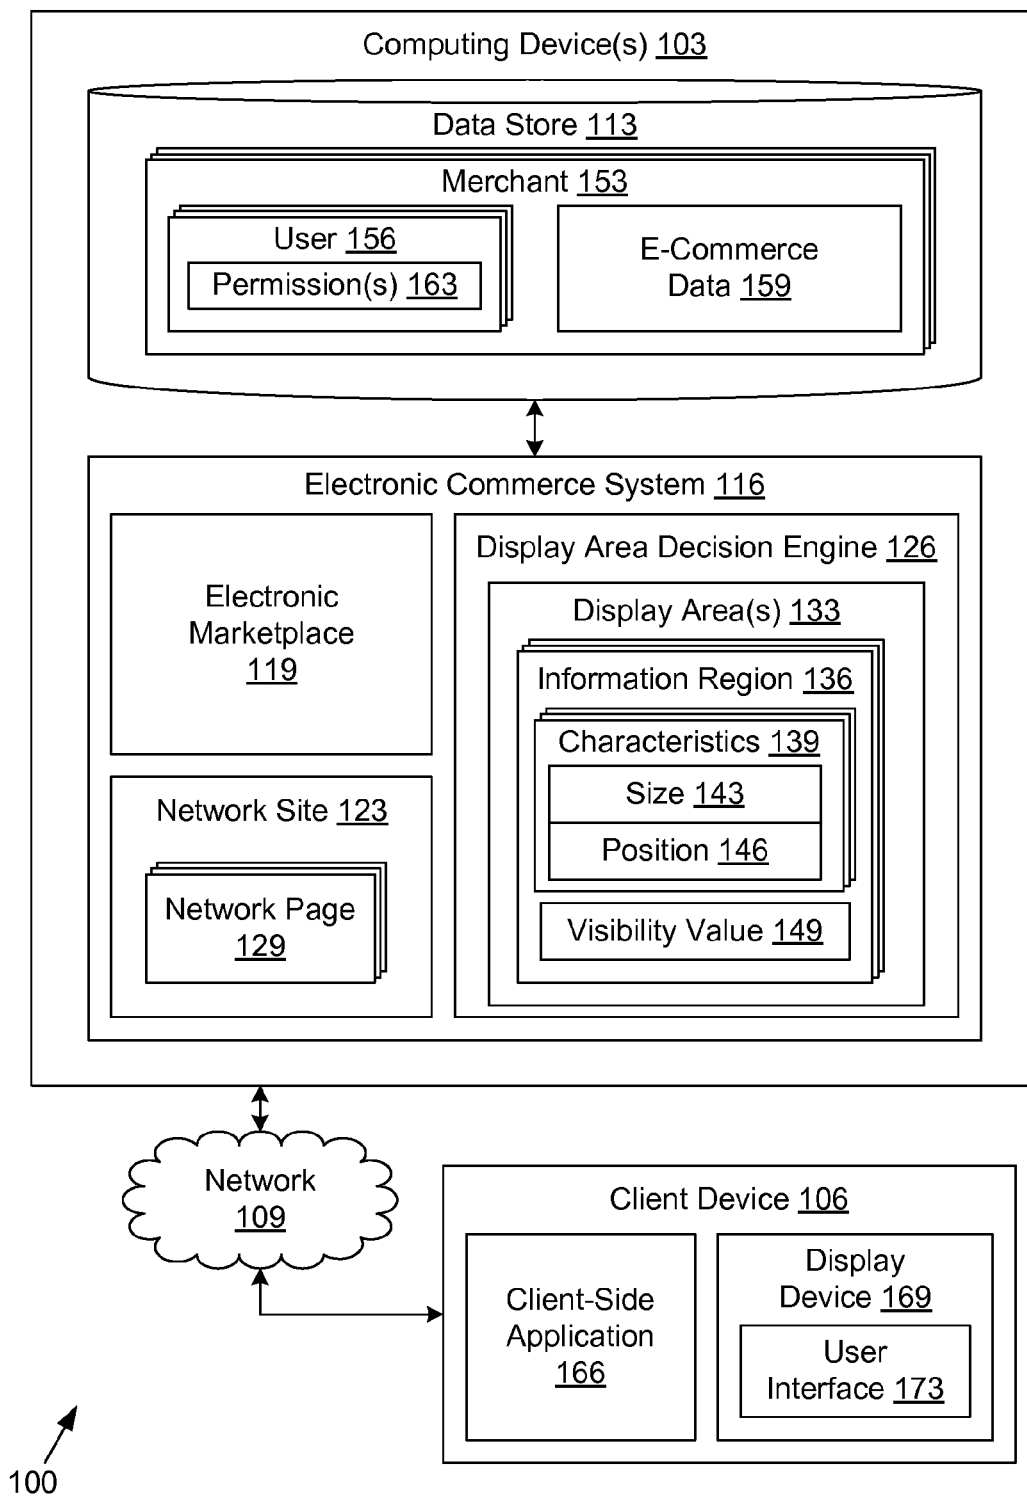 Computing Device(s) 103
Data Store 113
Merchant 153
User 156
Permission(s) 163
E-Commerce
Data 159
Electronic Commerce System 116
Electronic
Marketplace
119
Network Site 123
Network Page
129
Display Area Decision Engine 126
Display Area(s) 133
Information Region 136
Characteristics 139
Size 143
Position 146
Visibility Value 149
Network
109
Client Device 106
Client-Side
Application
166
Display
Device 169
User
Interface 173
100